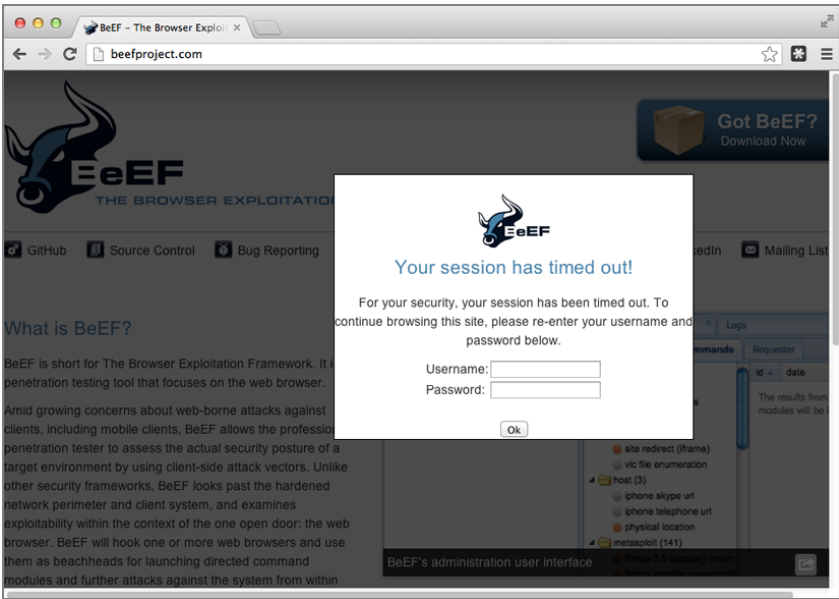 BeEF – The Browser Exploi
beefproject.com
BeEF
THE BROWSER EXPLOITATIO
Got BeEF?
Download Now
GitHub
Source Control
Bug Reporting
kedIn
Mailing List
BeEF
Your session has timed out!
For your security, your session has been timed out. To
continue browsing this site, please re-enter your username and
password below.
Username:
Password:
Ok
What is BeEF?
BeEF is short for The Browser Exploitation Framework. It i
penetration testing tool that focuses on the web browser.
Amid growing concerns about web-borne attacks against
clients, including mobile clients, BeEF allows the profession
penetration tester to assess the actual security posture of a
target environment by using client-side attack vectors. Unlike
other security frameworks, BeEF looks past the hardened
network perimeter and client system, and examines
exploitability within the context of the one open door: the web
browser. BeEF will hook one or more web browsers and use
them as beachheads for launching directed command
modules and further attacks against the system from within
Logs
mmands
Requester
id
date
The results from
modules will be
site redirect (iframe)
vlc file enumeration
host (3)
iphone skype url
iphone telephone url
physical location
metasploit (141)
BeEF's administration user interface